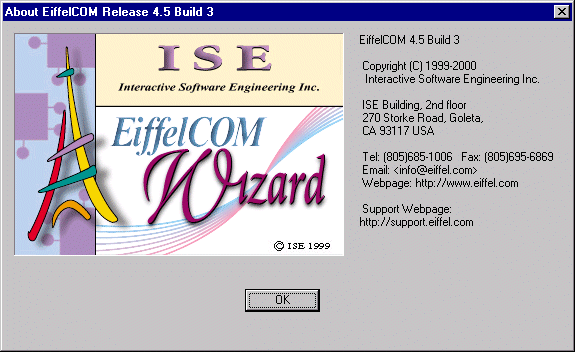 About EiffelCOM Release 4.5 Build 3
ISE
Interactive Software Engineering Inc.
EiffelCOM
Wizard
© ISE 1999
EiffelCOM 4.5 Build 3
Copyright (C) 1999-2000
Interactive Software Engineering Inc.
ISE Building, 2nd floor
270 Storke Road, Goleta,
CA 93117 USA
Tel: (805)685-1006 Fax: (805)695-6869
Email: <info@eiffel.com>
Webpage: http://www.eiffel.com
Support Webpage:
http://support.eiffel.com
OK